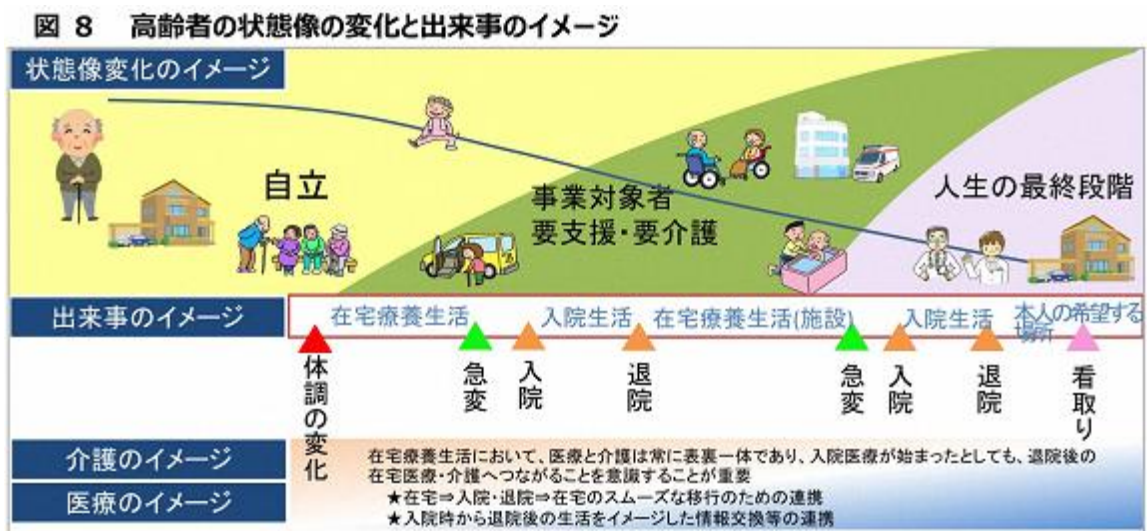 図 8 高齢者の状態像の変化と出来事のイメージ
状態像変化のイメージ
自立
事業対象者
要支援・要介護
人生の最終段階
出来事のイメージ
在宅療養生活
入院生活
在宅療養生活(施設)
入院生活
本人の希望する
場所
体調の変化
急変
入院
退院
急変
入院
退院
看取り
介護のイメージ
医療のイメージ
在宅療養生活において、医療と介護は常に表裏一体であり、入院医療が始まったとしても、退院後の
在宅医療・介護へつながることを意識することが重要
★在宅⇒入院・退院⇒在宅のスムーズな移行のための連携
★入院時から退院後の生活をイメージした情報交換等の連携